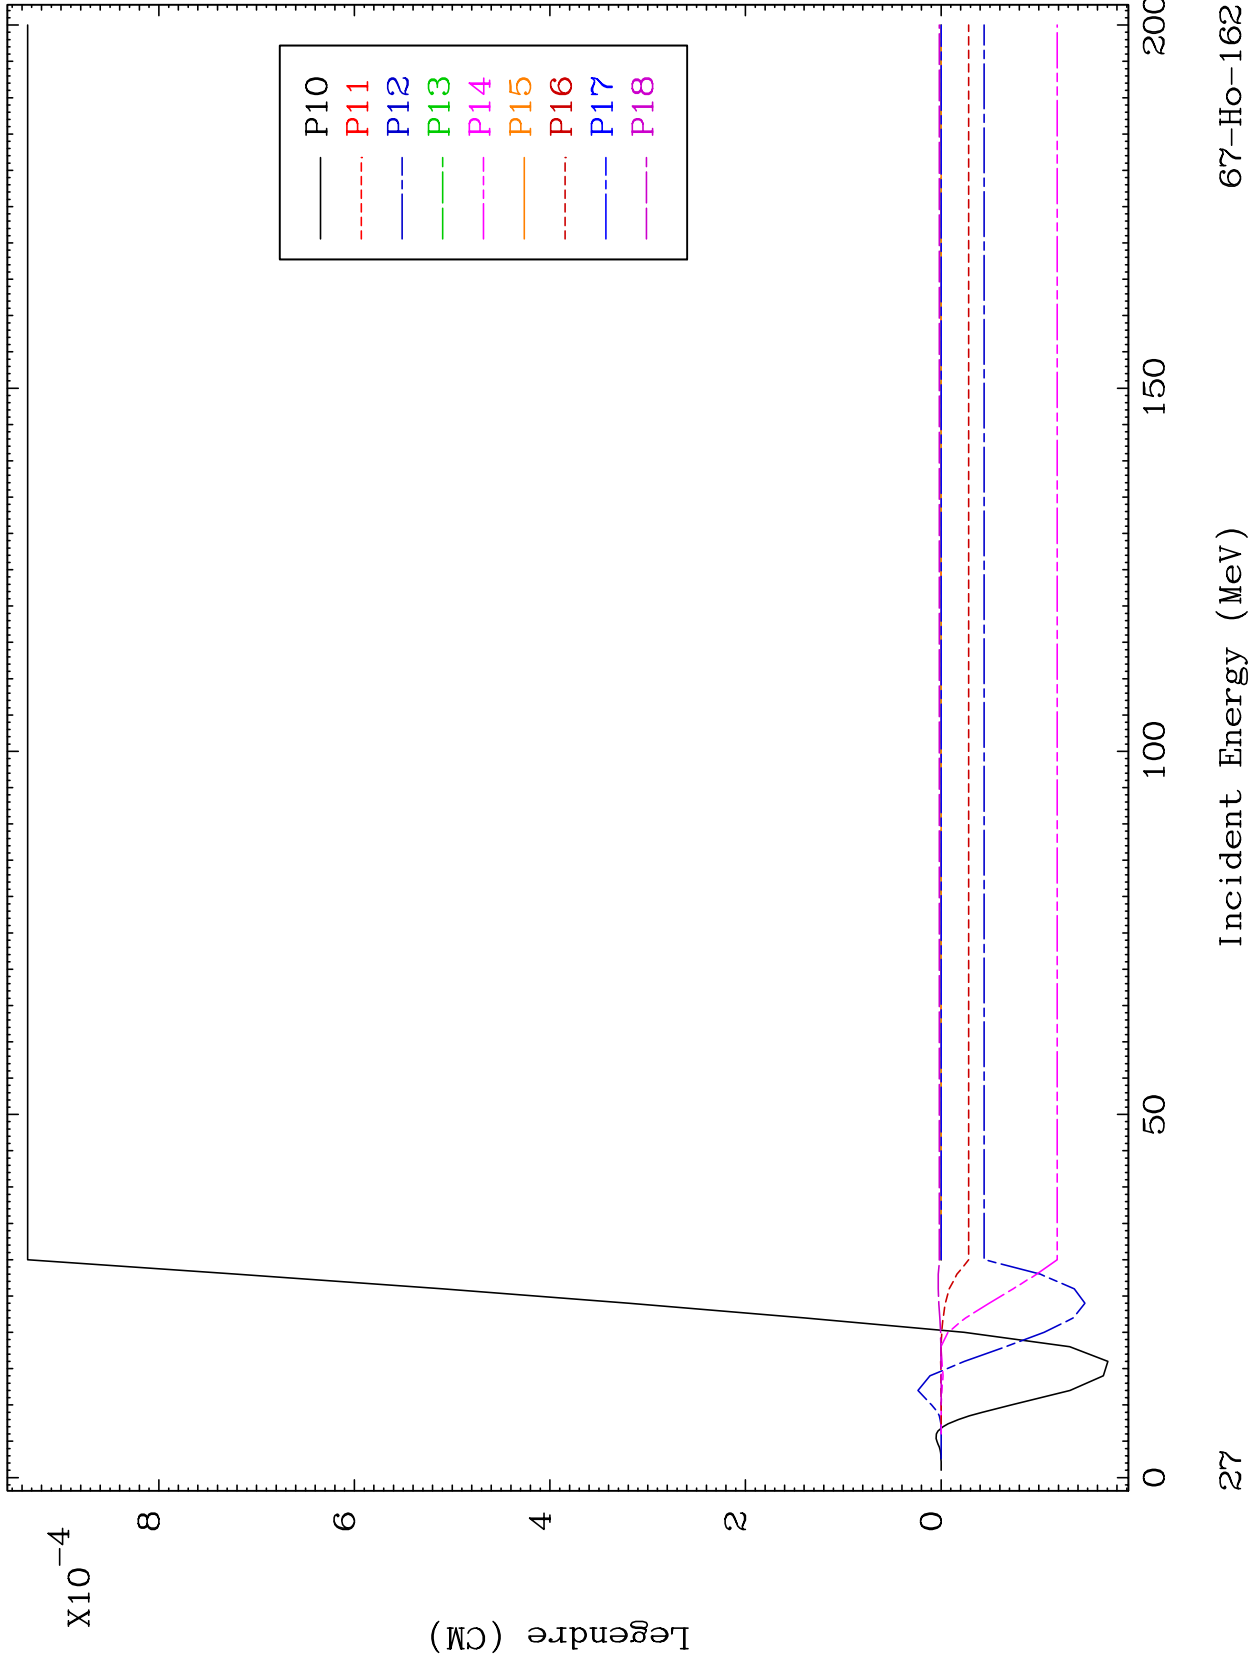 X10-4
8
6
4
2
0
Legendre (CM)
P10
P11
P12
P13
P14
P15
P16
P17
P18
0
50
100
150
200
27
Incident Energy (MeV)
67-Ho-162